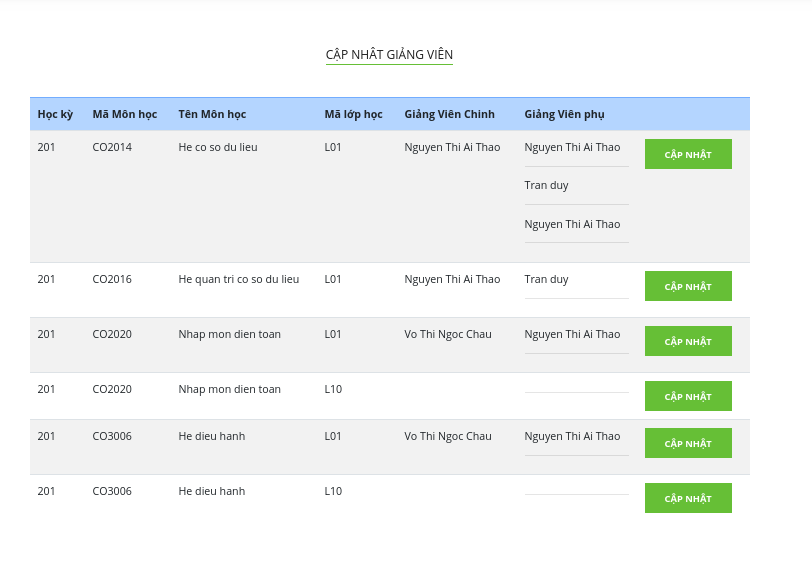 CẬP NHẬT GIẢNG VIÊN
Học kỳ Mã Môn học Tên Môn học Mã lớp học Giảng Viên Chinh Giảng Viên phụ
201 CO2014 He co so du lieu L01 Nguyen Thi Ai Thao Nguyen Thi Ai Thao CẬP NHẬT
Tran duy
Nguyen Thi Ai Thao
201 CO2016 He quan tri co so du lieu L01 Nguyen Thi Ai Thao Tran duy CẬP NHẬT
201 CO2020 Nhap mon dien toan L01 Vo Thi Ngoc Chau Nguyen Thi Ai Thao CẬP NHẬT
201 CO2020 Nhap mon dien toan L10 CẬP NHẬT
201 CO3006 He dieu hanh L01 Vo Thi Ngoc Chau Nguyen Thi Ai Thao CẬP NHẬT
201 CO3006 He dieu hanh L10 CẬP NHẬT